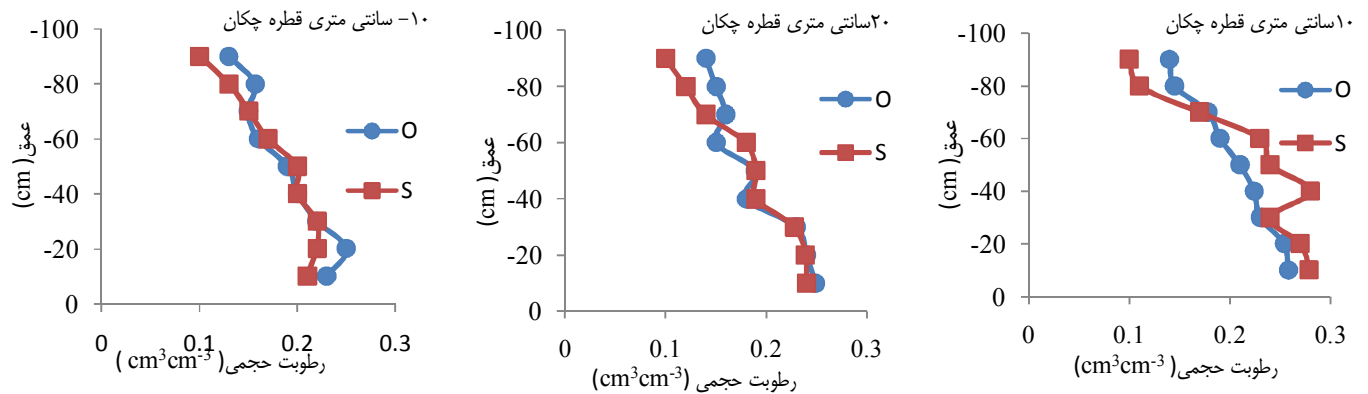 ۱۰− سانتی متری قطره چکان
-100
-80
-60
-40
-20
0
عمق( cm)
0
0.1
0.2
0.3
رطوبت حجمی( cm³cm⁻³ )
O
S
۲۰سانتی متری قطره چکان
-100
-80
-60
-40
-20
0
عمق( cm)
0
0.1
0.2
0.3
رطوبت حجمی (cm³cm⁻³)
O
S
۱۰سانتی متری قطره چکان
-100
-80
-60
-40
-20
0
عمق( cm)
0
0.1
0.2
0.3
رطوبت حجمی (cm³cm⁻³)
O
S